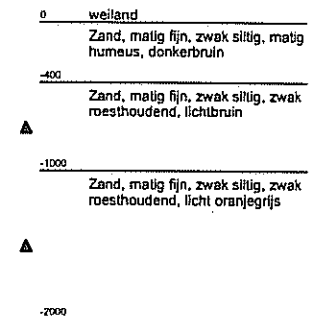 0 weiland
Zand, matig fijn, zwak siltig, matig
humeus, donkerbruin
-400
Zand, matig fijn, zwak siltig, zwak
roesthoudend, lichtbruin
-1000
Zand, matig fijn, zwak siltig, zwak
roesthoudend, licht oranjegrijs
-2000